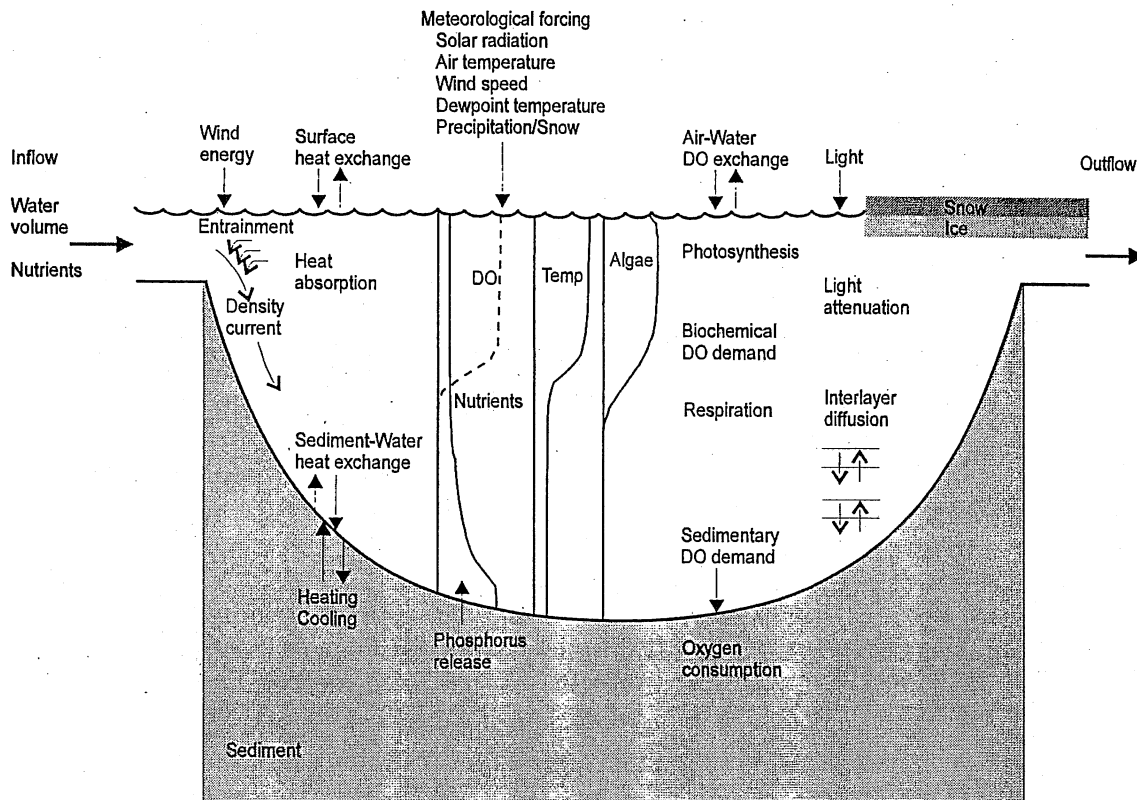 Meteorological forcing
Solar radiation
Air temperature
Wind speed
Dewpoint temperature
Precipitation/Snow
Inflow
Wind
energy
Surface
heat exchange
Air-Water
DO exchange
Light
Outflow
Water
volume
Nutrients
Entrainment
Heat
absorption
Density
current
DO
Temp
Algae
Photosynthesis
Snow
Ice
Light
attenuation
Biochemical
DO demand
Nutrients
Respiration
Interlayer
diffusion
Sediment-Water
heat exchange
Sedimentary
DO demand
Heating
Cooling
Phosphorus
release
Oxygen
consumption
Sediment